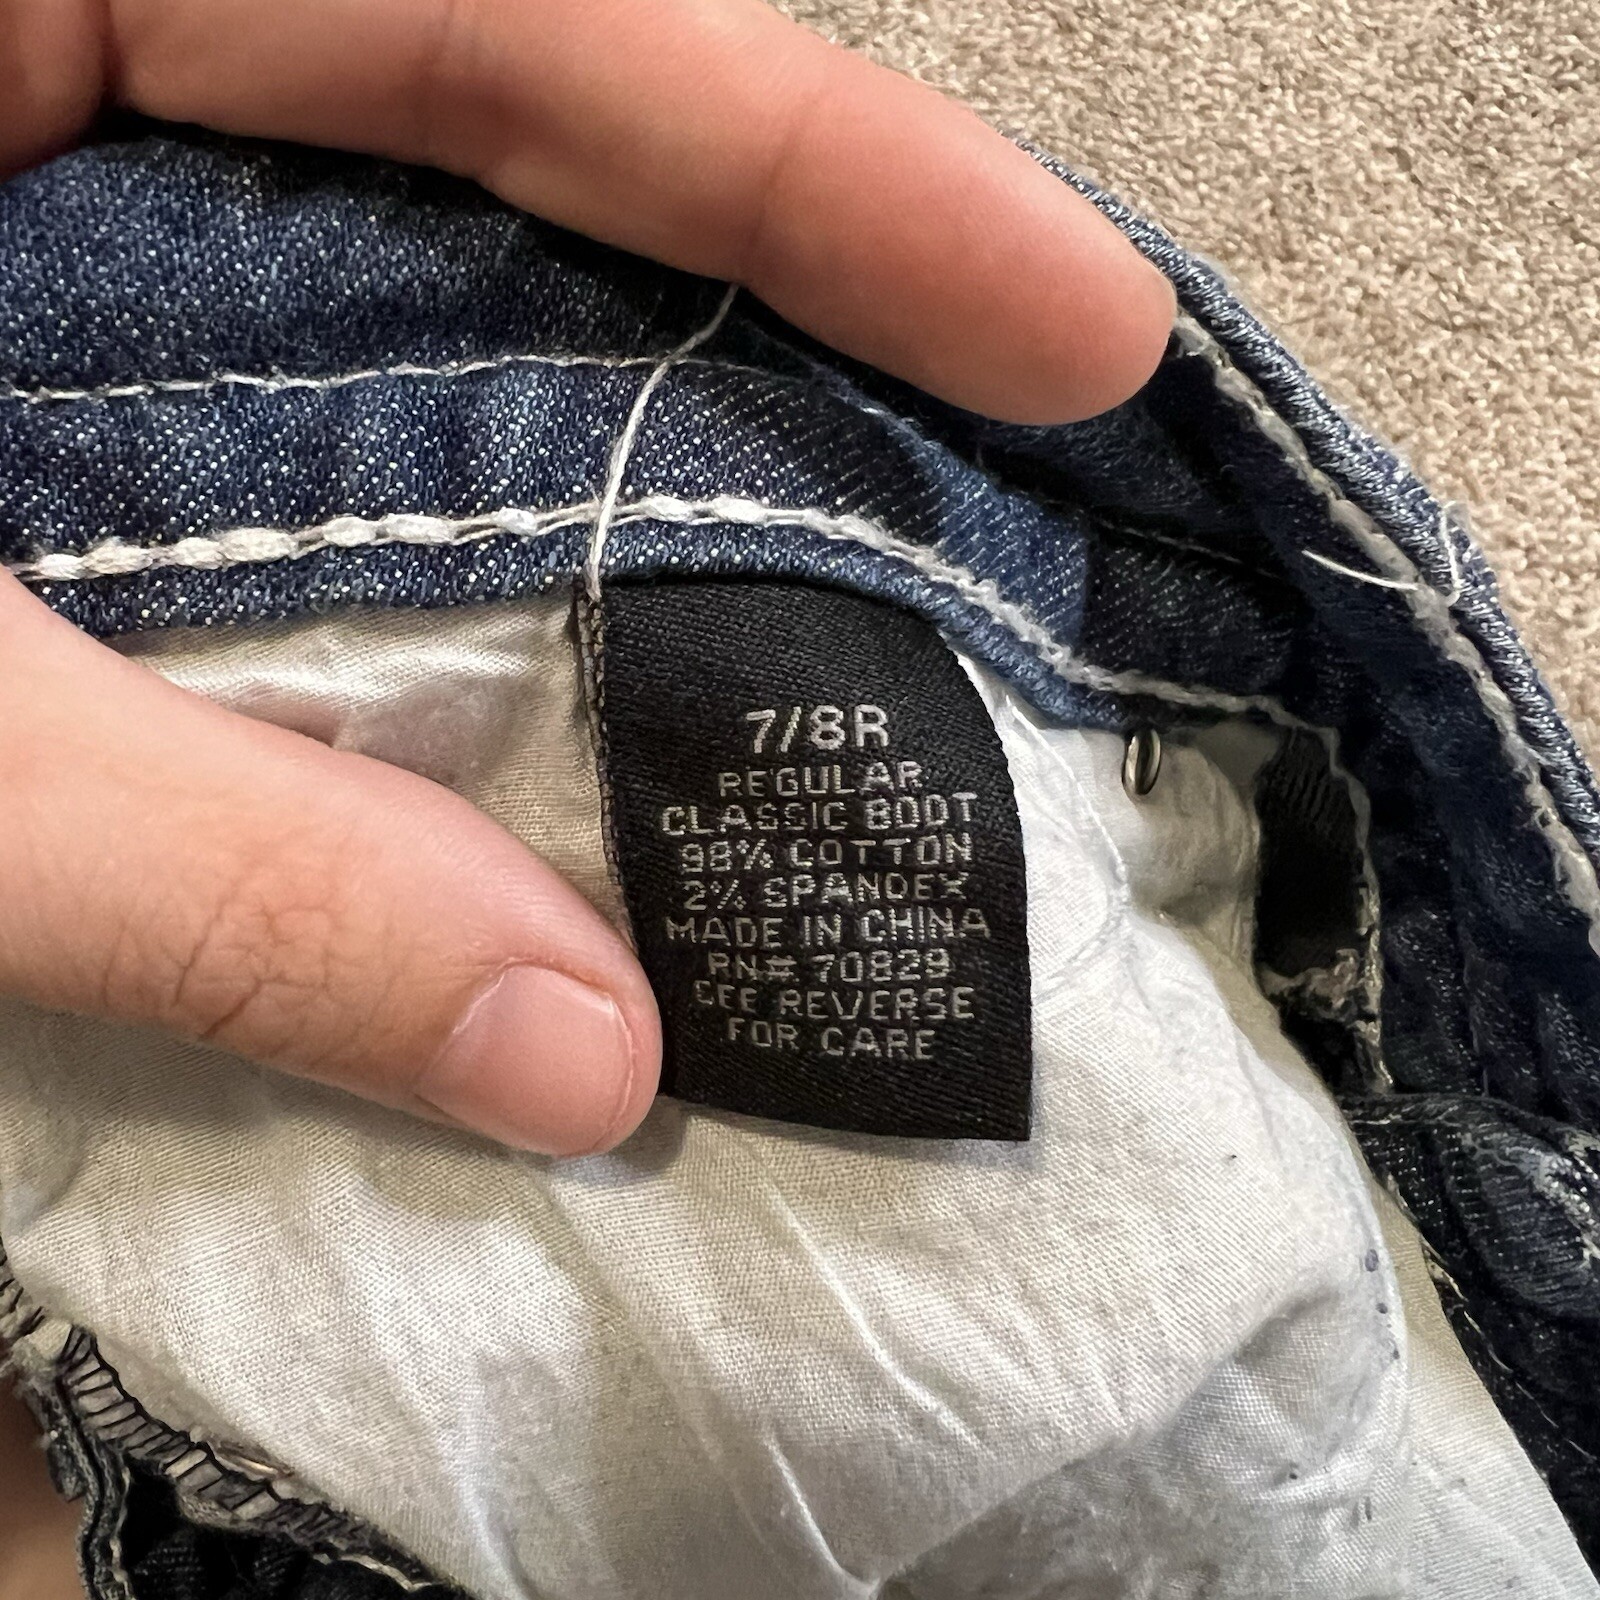 7/8R
REGULAR
CLASSIC BOOT
98% COTTON
2% SPANDEX
MADE IN CHINA
RN# 70829
SEE REVERSE
FOR CARE